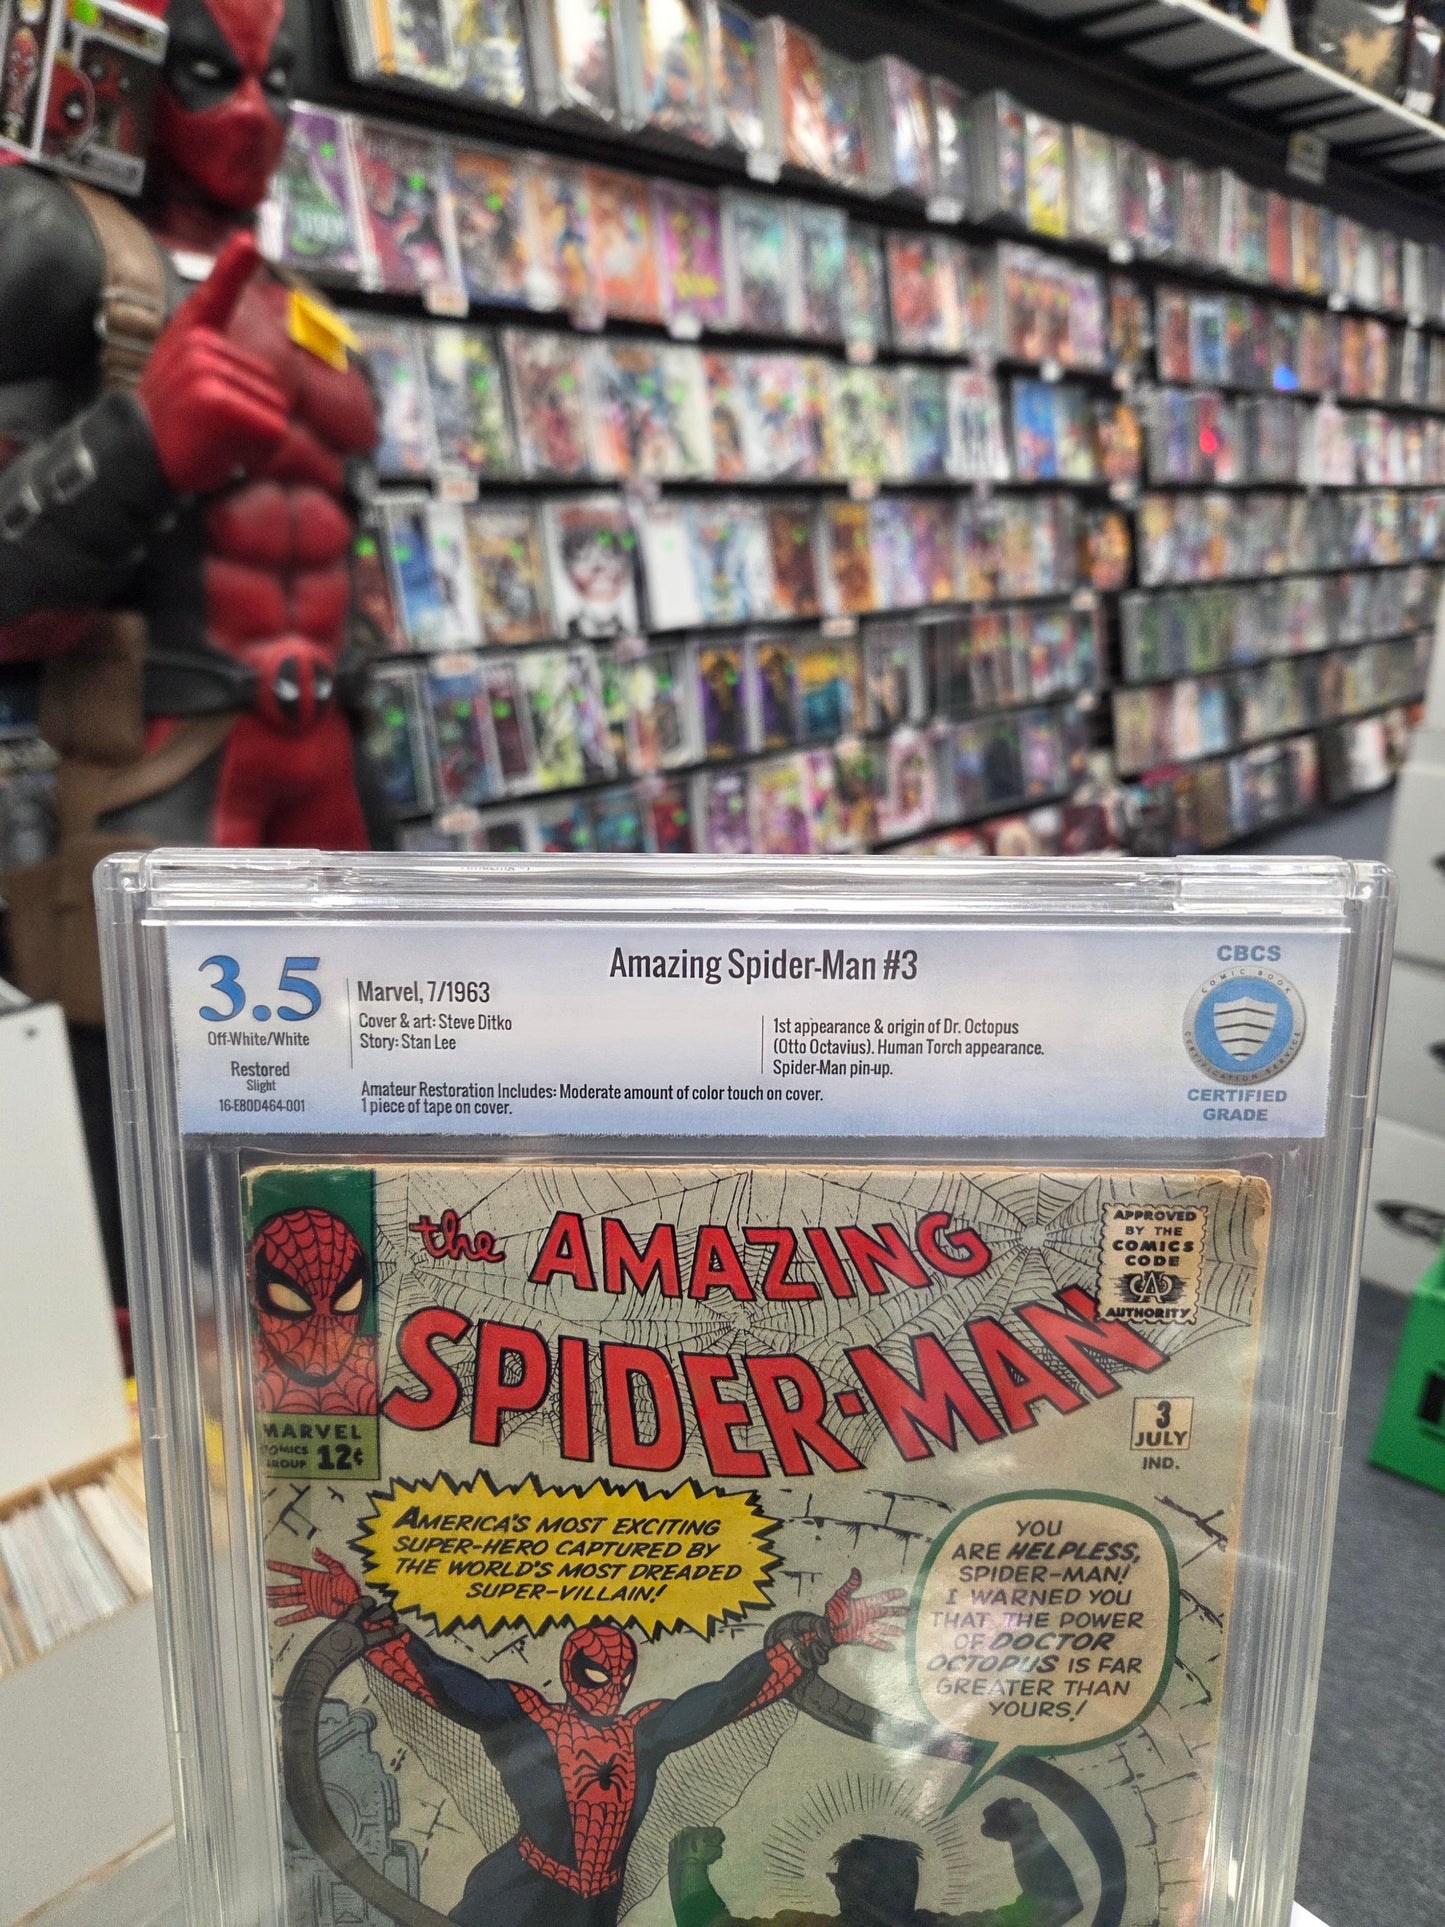 Amazing Spider-Man #3
3.5
Off-White/White
Restored
Slight
16-E80D464-001
Marvel, 7/1963
Cover & art: Steve Ditko
Story: Stan Lee
1st appearance & origin of Dr. Octopus
(Otto Octavius). Human Torch appearance.
Spider-Man pin-up.
Amateur Restoration Includes: Moderate amount of color touch on cover.
1 piece of tape on cover.
CBCS
COMIC BOOK
CERTIFICATION SERVICE
CERTIFIED
GRADE
the AMAZING
SPIDER-MAN
APPROVED
BY THE
COMICS
CODE
CA
AUTHORITY
MARVEL
COMICS
GROUP
12¢
3
JULY
IND.
AMERICA'S MOST EXCITING
SUPER-HERO CAPTURED BY
THE WORLD'S MOST DREADED
SUPER-VILLAIN!
YOU
ARE HELPLESS,
SPIDER-MAN!
I WARNED YOU
THAT THE POWER
OF DOCTOR
OCTOPUS IS FAR
GREATER THAN
YOURS!